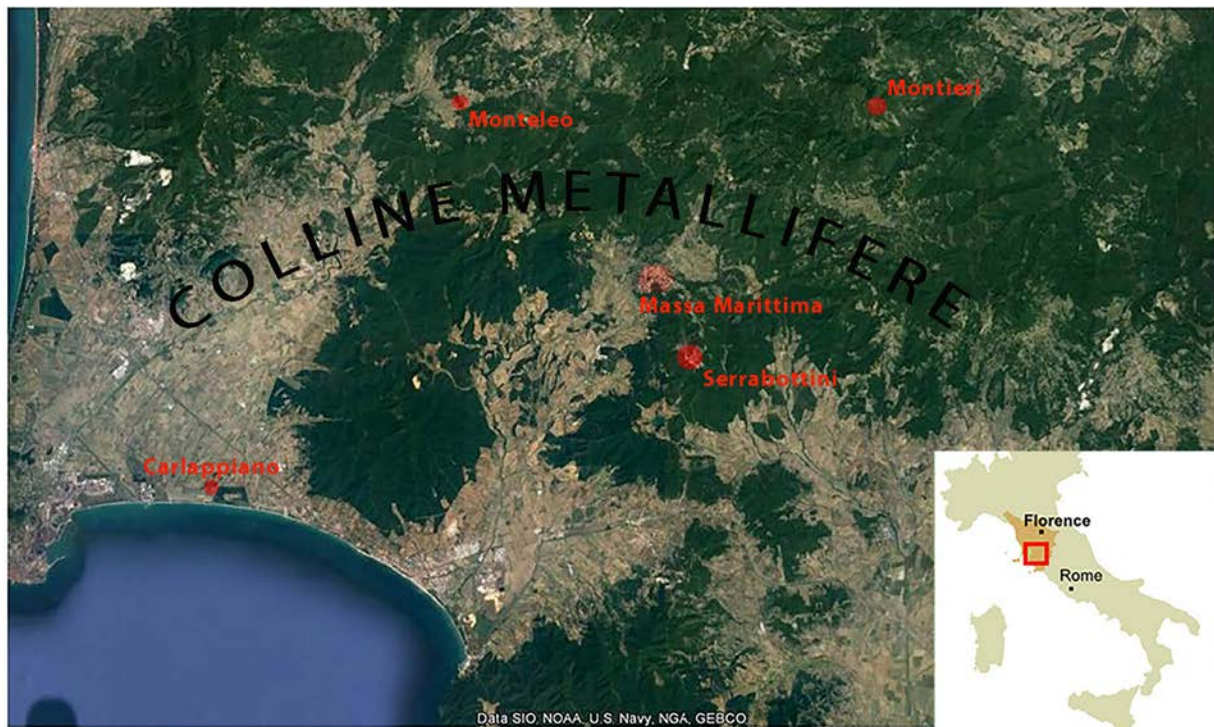 Montieri
Monteleo
COLLINE METALLIFERE
Massa Marittima
Serrabottini
Carlappiano
Florence
Rome
Data SIO, NOAA, U.S. Navy, NGA, GEBCO